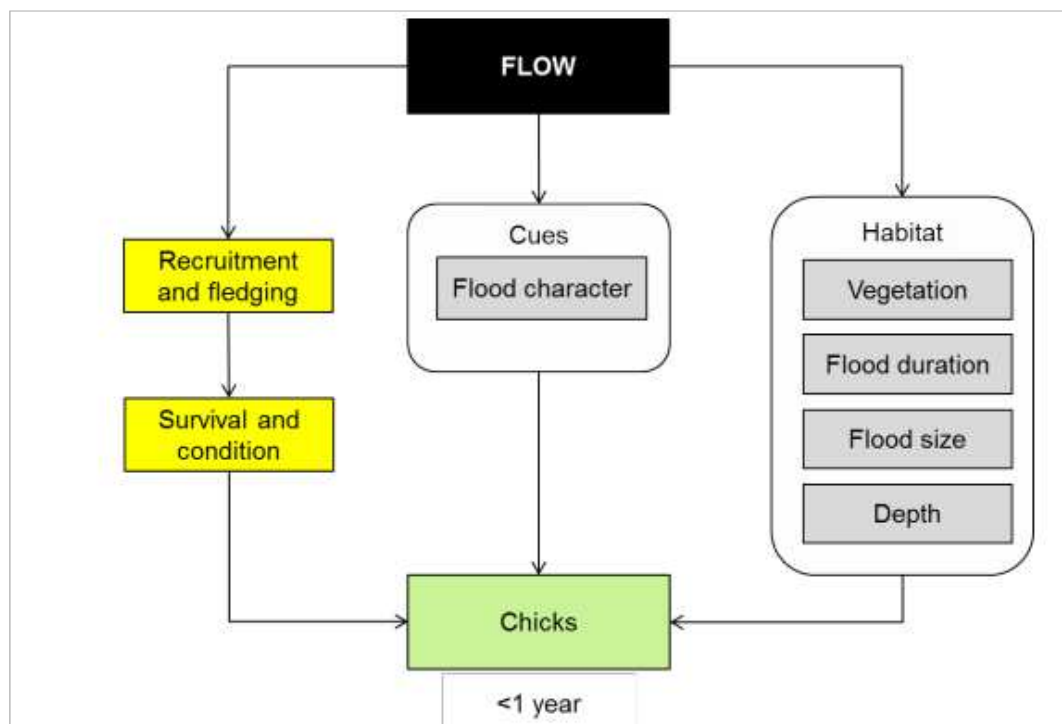 FLOW
Recruitment
and fledging
Survival and
condition
Cues
Flood character
Habitat
Vegetation
Flood duration
Flood size
Depth
Chicks
<1 year